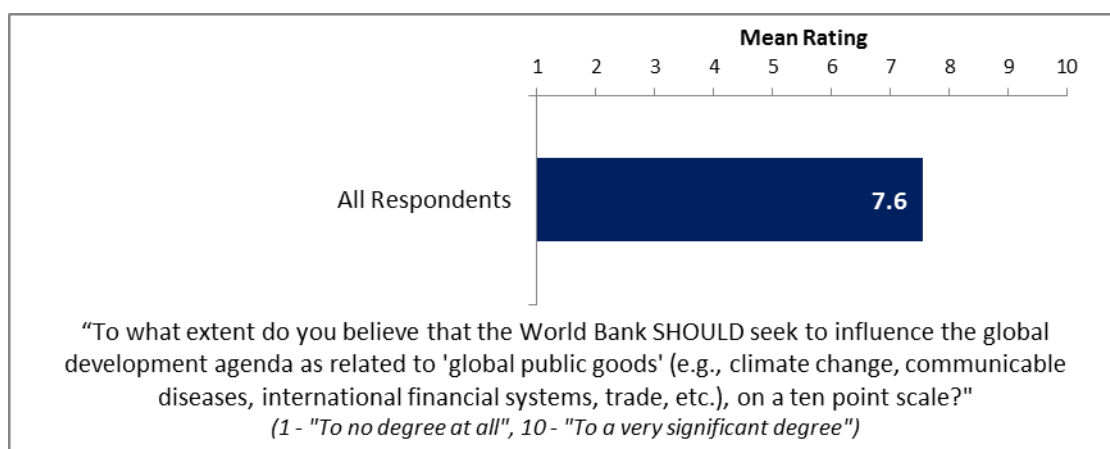 Mean Rating
1 2 3 4 5 6 7 8 9 10
All Respondents
7.6
“To what extent do you believe that the World Bank SHOULD seek to influence the global
development agenda as related to 'global public goods' (e.g., climate change, communicable
diseases, international financial systems, trade, etc.), on a ten point scale?"
(1 - "To no degree at all", 10 - "To a very significant degree")